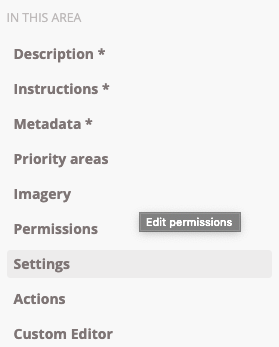 IN THIS AREA
Description *
Instructions *
Metadata *
Priority areas
Imagery
Permissions
Edit permissions
Settings
Actions
Custom Editor